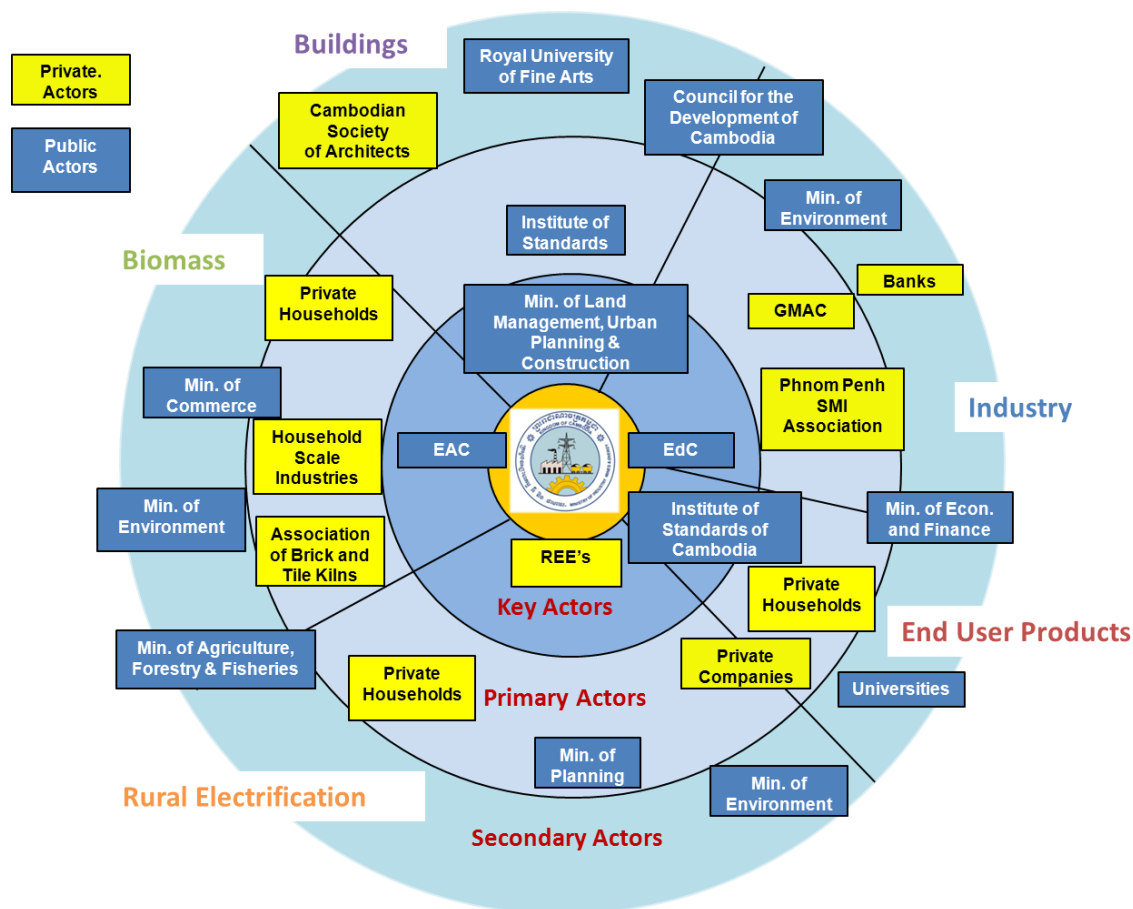 Buildings
Royal University
of Fine Arts
Private.
Actors
Council for the
Development of
Cambodia
Cambodian
Society
of Architects
Public
Actors
Min. of
Environment
Institute of
Standards
Biomass
Banks
Private
Households
Min. of Land
Management, Urban
Planning &
Construction
GMAC
Min. of
Commerce
Phnom Penh
SMI
Association
Industry
Household
Scale
Industries
EAC
KINGDOM OF CAMBODIA
EdC
Min. of
Environment
Institute of
Standards of
Cambodia
Min. of Econ.
and Finance
Association
of Brick and
Tile Kilns
REE's
Private
Households
Key Actors
End User Products
Min. of Agriculture,
Forestry & Fisheries
Private
Households
Primary Actors
Private
Companies
Universities
Min. of
Planning
Min. of
Environment
Rural Electrification
Secondary Actors